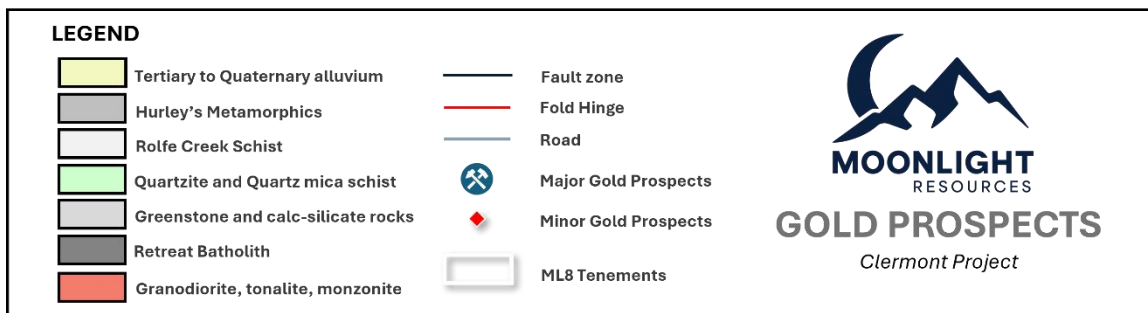 LEGEND
Tertiary to Quaternary alluvium
Hurley's Metamorphics
Rolfe Creek Schist
Quartzite and Quartz mica schist
Greenstone and calc-silicate rocks
Retreat Batholith
Granodiorite, tonalite, monzonite
Fault zone
Fold Hinge
Road
Major Gold Prospects
Minor Gold Prospects
ML8 Tenements
MOONLIGHT
RESOURCES
GOLD PROSPECTS
Clermont Project